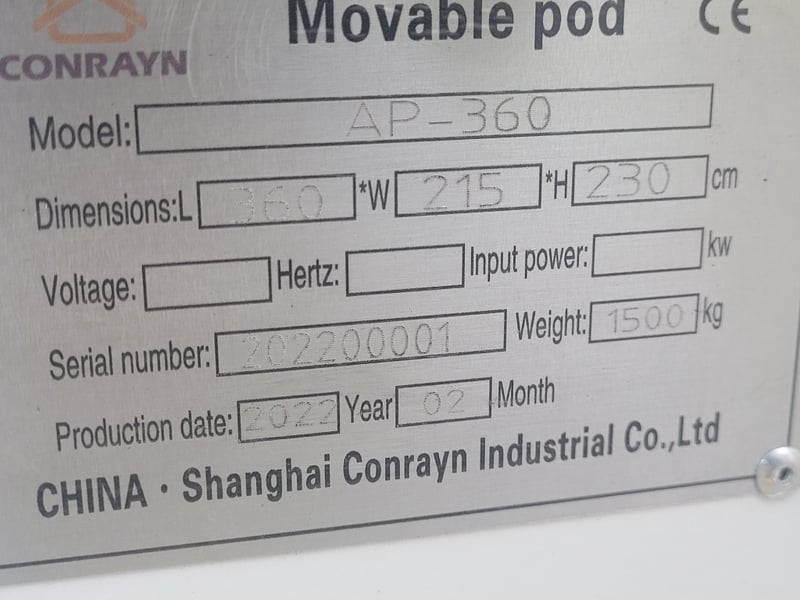 CONRAYN
Movable pod CE
Model: AP-360
Dimensions:L 360 *W 215 *H 230 cm
Voltage: Hertz: Input power: kw
Serial number: 202200001 Weight: 1500 kg
Production date: 2022 Year 02 Month
CHINA · Shanghai Conrayn Industrial Co.,Ltd